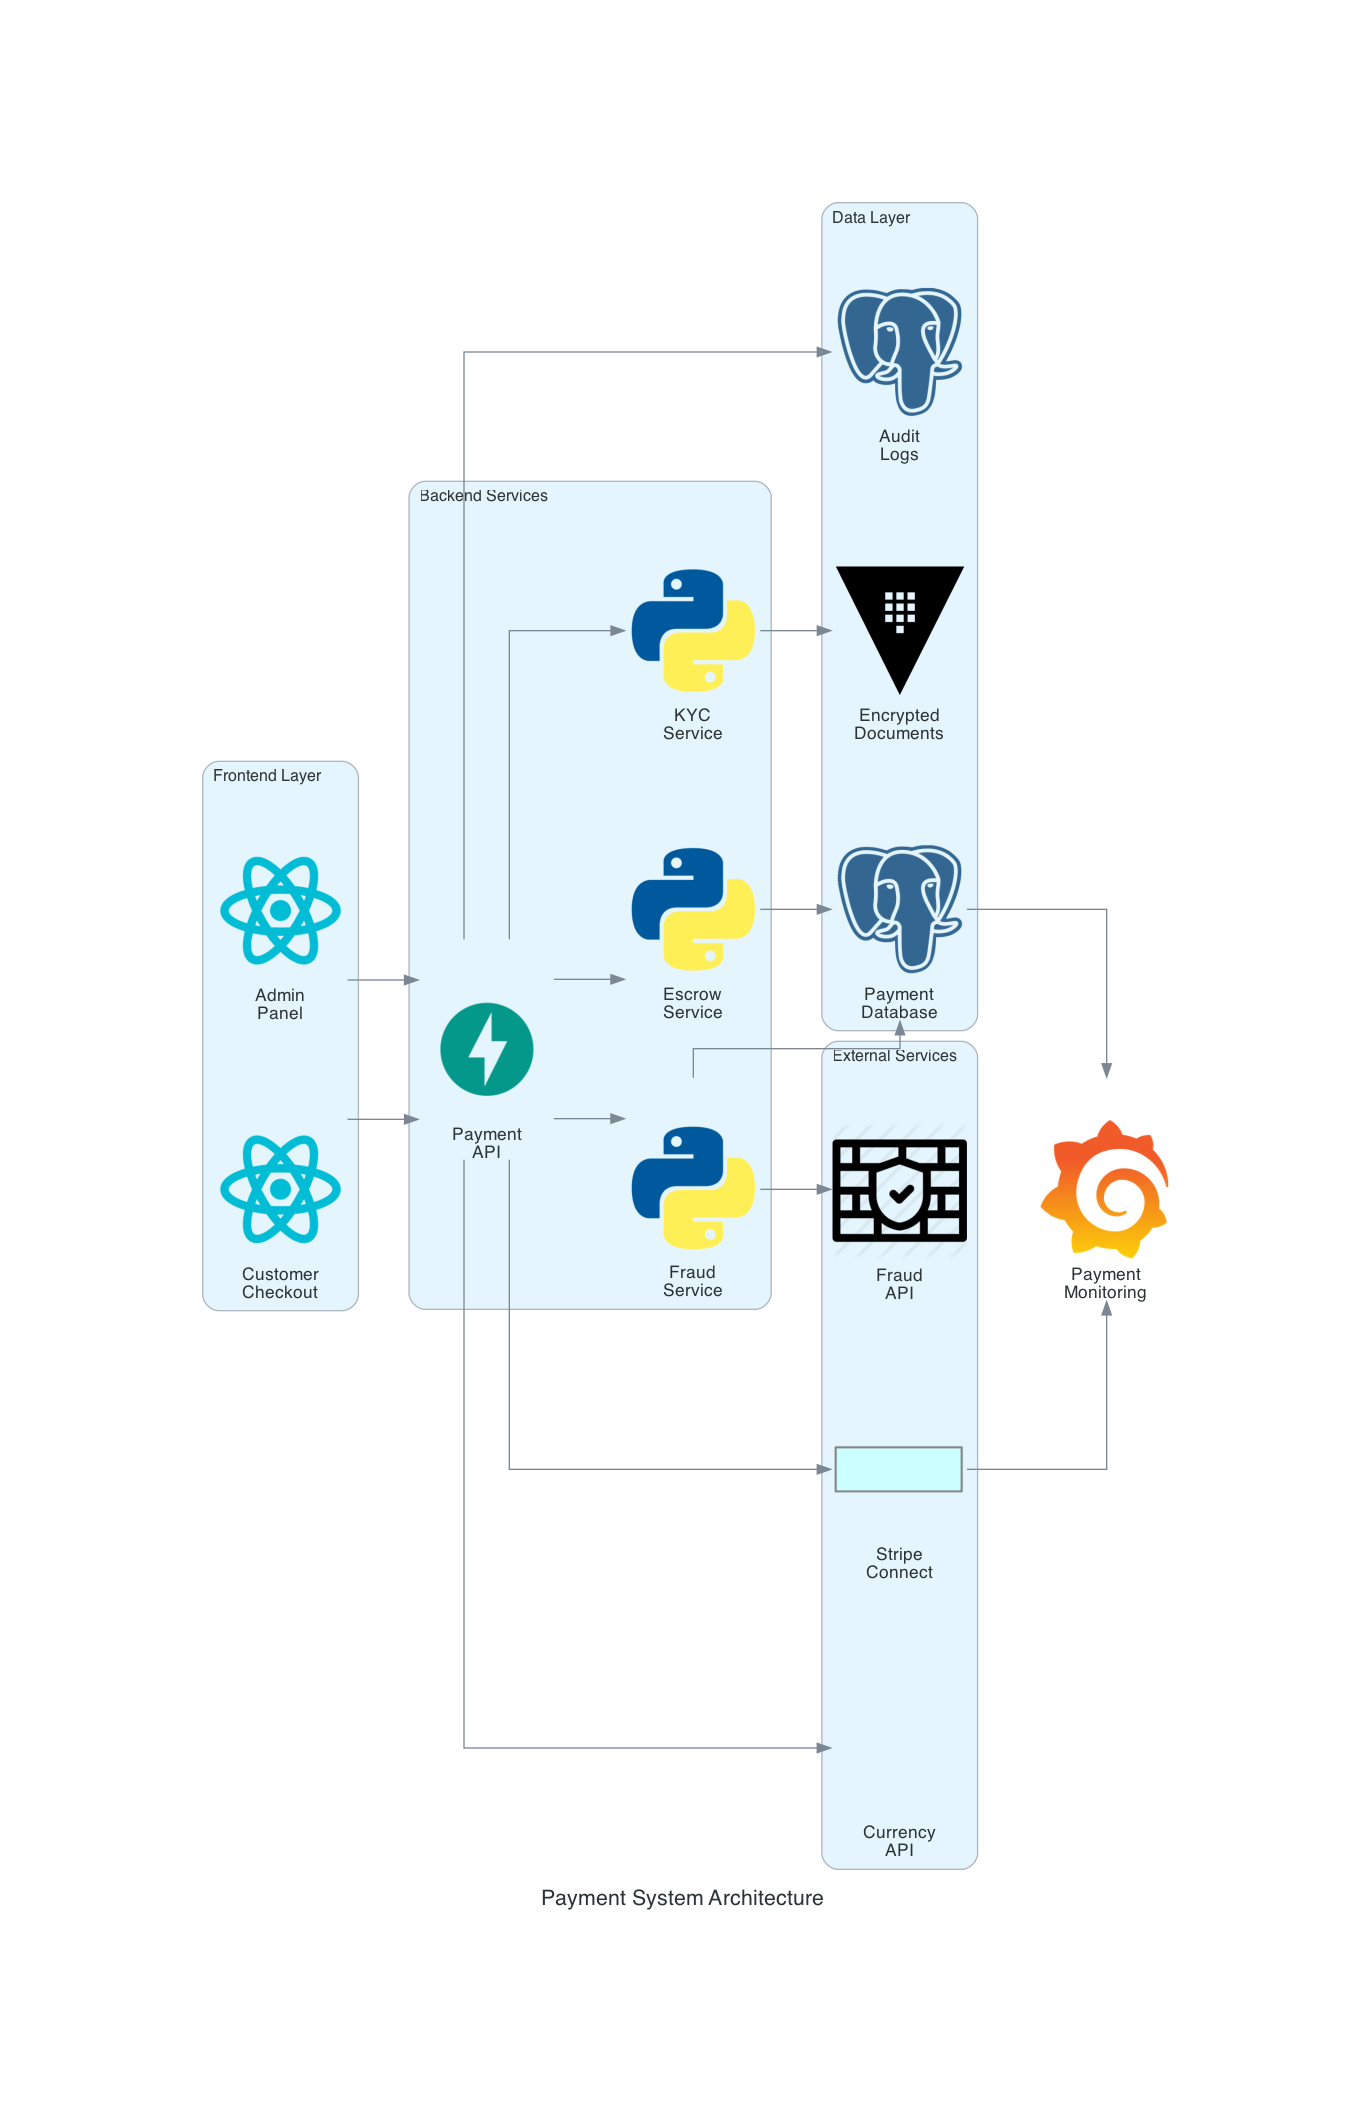 Data Layer
Audit
Logs
Backend Services
KYC
Service
Encrypted
Documents
Frontend Layer
Admin
Panel
Escrow
Service
Payment
Database
External Services
Payment
API
Customer
Checkout
Fraud
Service
Fraud
API
Payment
Monitoring
Stripe
Connect
Currency
API
Payment System Architecture